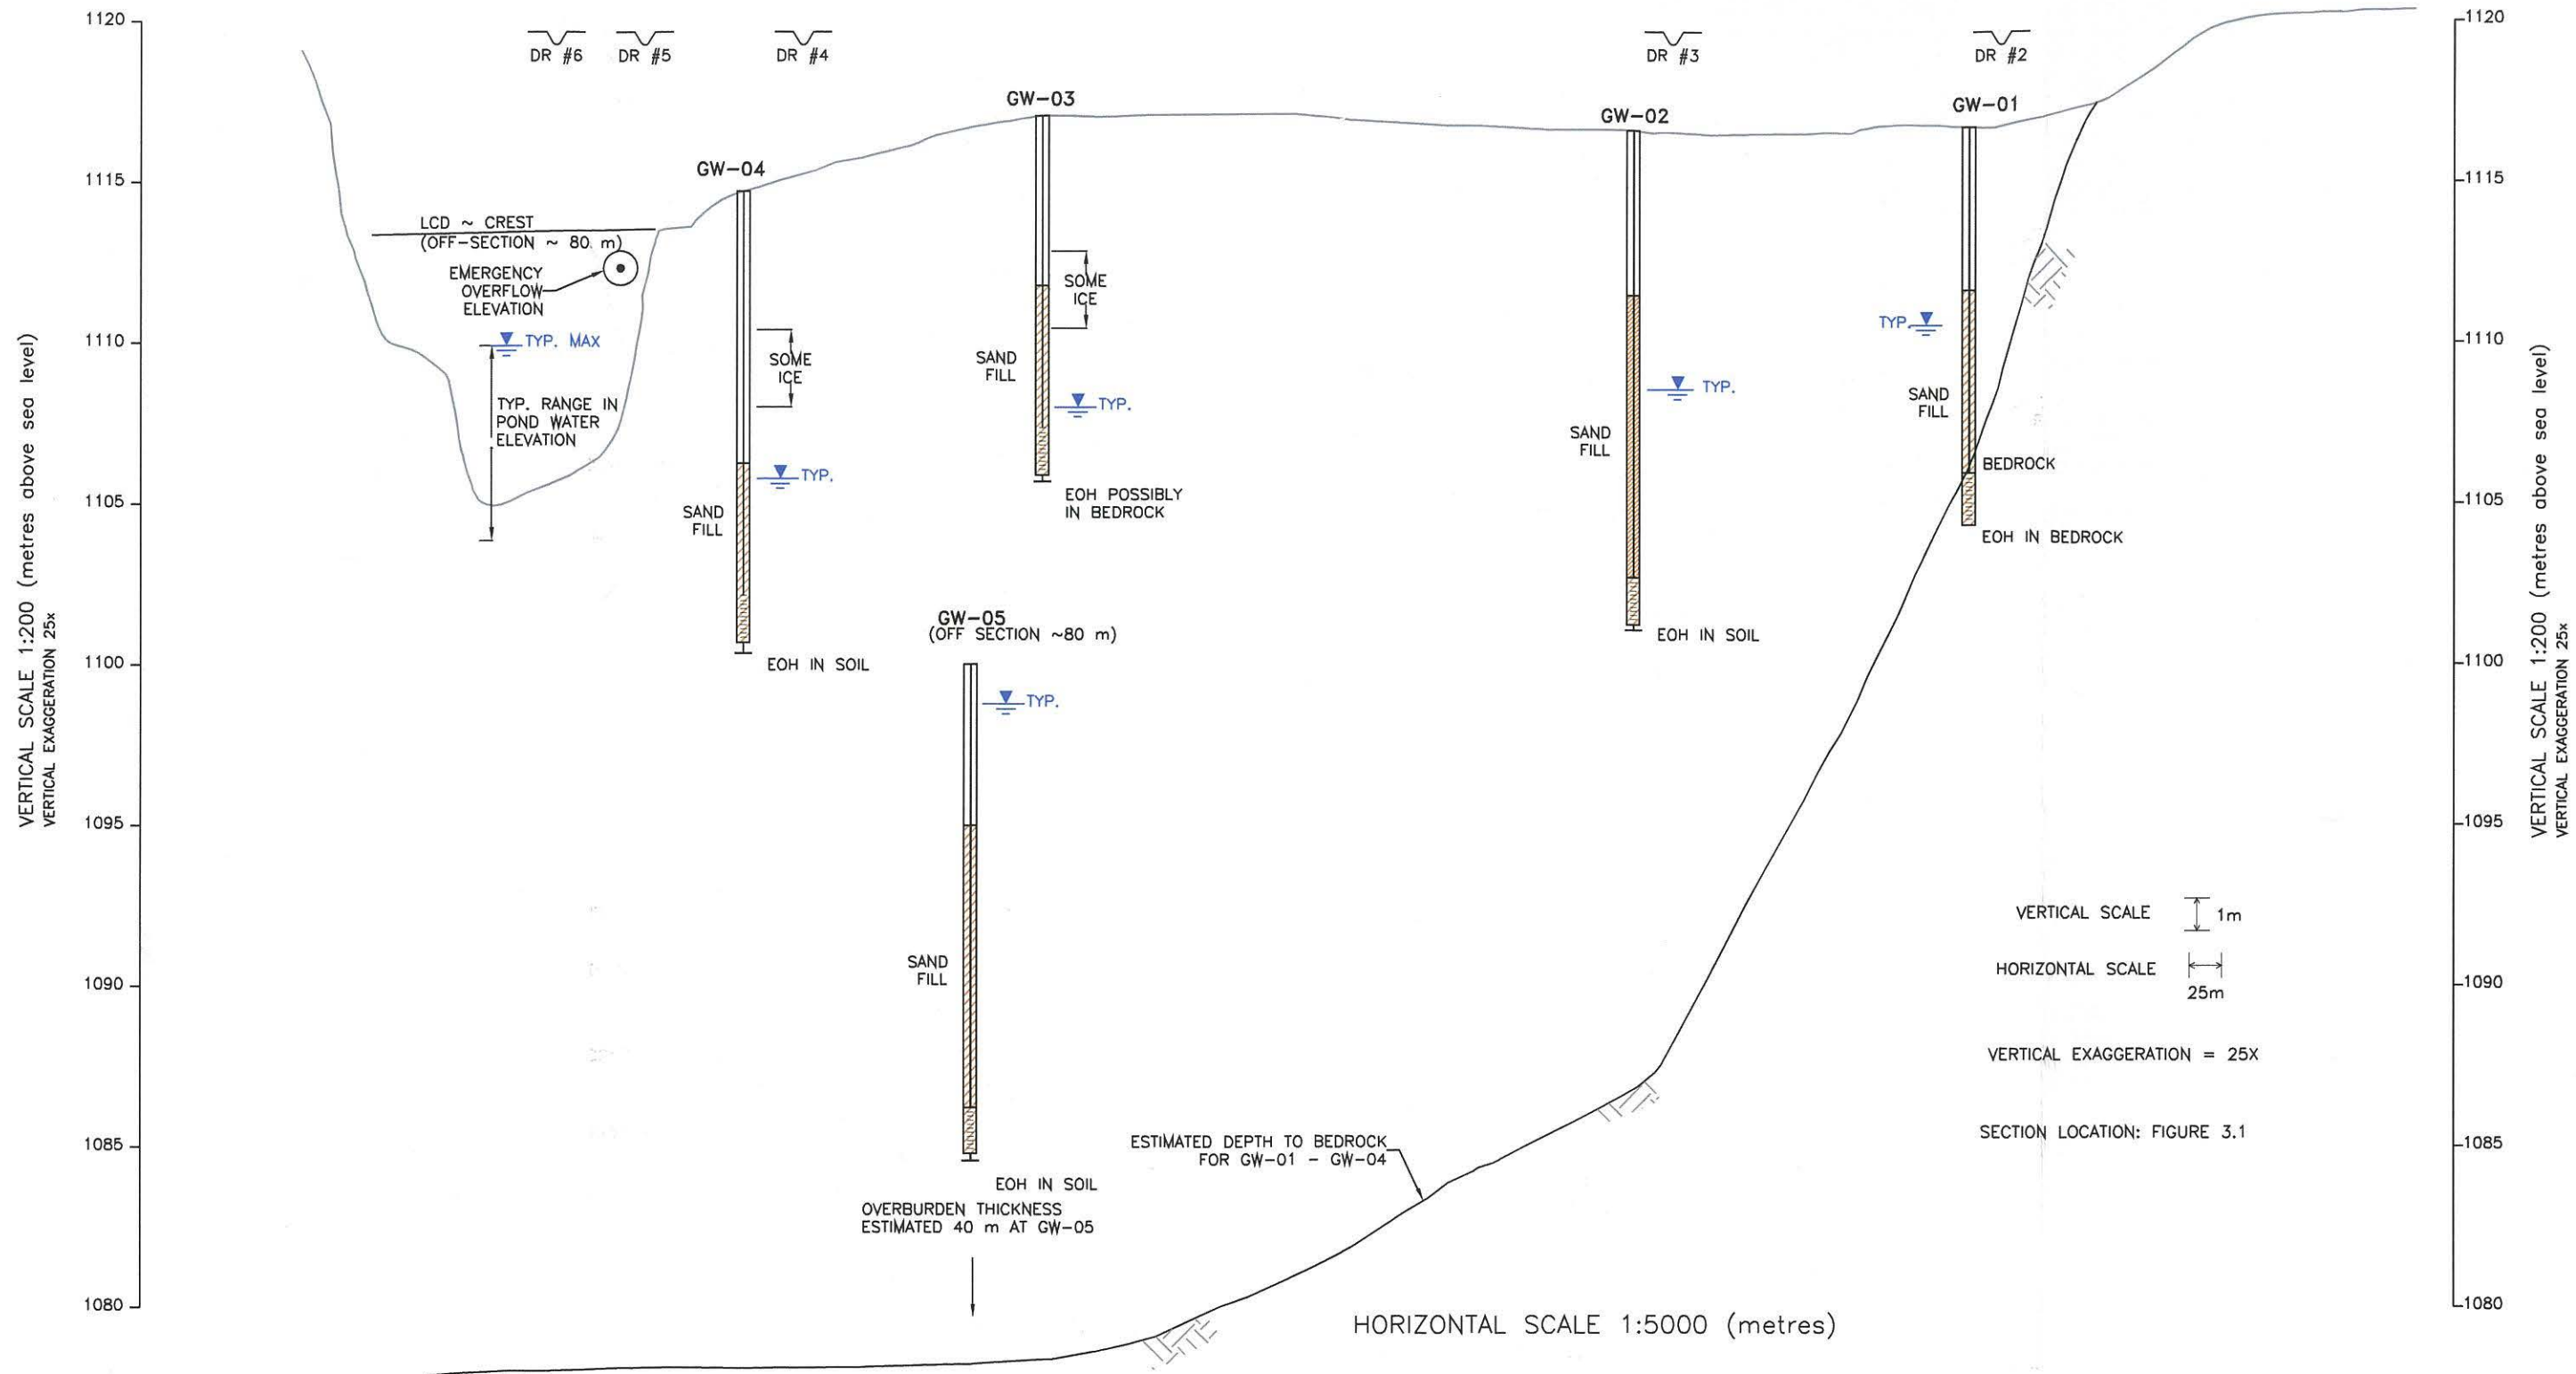 1120
1115
1110
1105
1100
1095
1090
1085
1080
VERTICAL SCALE 1:200 (metres above sea level)
VERTICAL EXAGGERATION 25x
DR #6
DR #5
DR #4
DR #3
DR #2
GW-04
GW-03
GW-02
GW-01
LCD ~ CREST
(OFF-SECTION ~ 80 m)
EMERGENCY
OVERFLOW
ELEVATION
TYP. MAX
TYP. RANGE IN
POND WATER
ELEVATION
SOME
ICE
TYP.
SAND
FILL
EOH IN SOIL
SOME
ICE
SAND
FILL
TYP.
EOH POSSIBLY
IN BEDROCK
GW-05
(OFF SECTION ~80 m)
TYP.
SAND
FILL
EOH IN SOIL
OVERBURDEN THICKNESS
ESTIMATED 40 m AT GW-05
TYP.
SAND
FILL
EOH IN SOIL
TYP.
SAND
FILL
BEDROCK
EOH IN BEDROCK
ESTIMATED DEPTH TO BEDROCK
FOR GW-01 - GW-04
HORIZONTAL SCALE 1:5000 (metres)
VERTICAL SCALE 1m
HORIZONTAL SCALE
25m
VERTICAL EXAGGERATION = 25X
SECTION LOCATION: FIGURE 3.1
1120
1115
1110
1105
1100
1095
1090
1085
1080
VERTICAL SCALE 1:200 (metres above sea level)
VERTICAL EXAGGERATION 25x